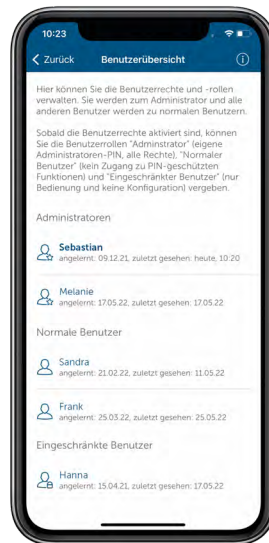 10:23
Zurück Benutzerübersicht
Hier können Sie die Benutzerrechte und -rollen
verwalten. Sie werden zum Administrator und alle
anderen Benutzer werden zu normalen Benutzern.
Sobald die Benutzerrechte aktiviert sind, können
Sie die Benutzerrollen "Adminstrator" (eigene
Administratoren-PIN, alle Rechte), "Normaler
Benutzer" (kein Zugang zu PIN-geschützten
Funktionen) und "Eingeschränkter Benutzer" (nur
Bedienung und keine Konfiguration) vergeben.
Administratoren
Sebastian
angelernt: 09.12.21, zuletzt gesehen: heute, 10:20
Melanie
angelernt: 17.05.22, zuletzt gesehen: 17.05.22
Normale Benutzer
Sandra
angelernt: 21.02.22, zuletzt gesehen: 11.05.22
Frank
angelernt: 25.03.22, zuletzt gesehen: 25.05.22
Eingeschränkte Benutzer
Hanna
angelernt: 15.04.21, zuletzt gesehen: 17.05.22